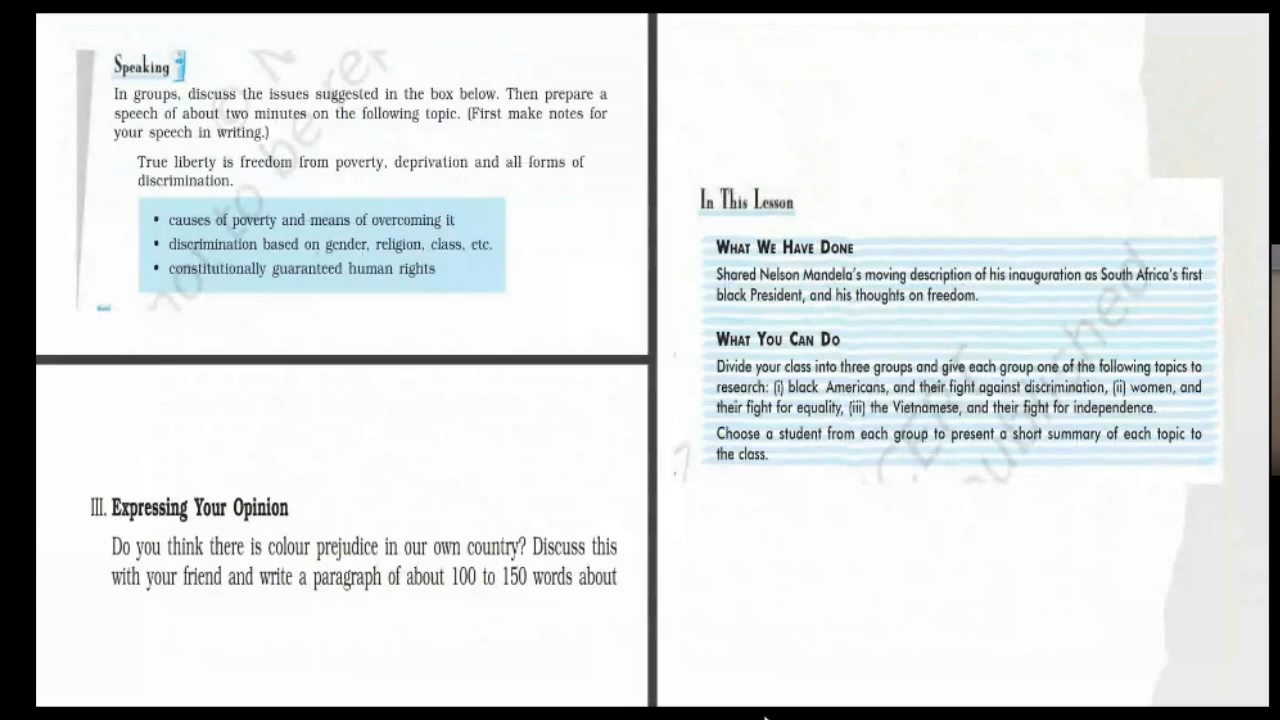 Speaking
In groups, discuss the issues suggested in the box below. Then prepare a
speech of about two minutes on the following topic. (First make notes for
your speech in writing.)
True liberty is freedom from poverty, deprivation and all forms of
discrimination.
• causes of poverty and means of overcoming it
• discrimination based on gender, religion, class, etc.
• constitutionally guaranteed human rights
III. Expressing Your Opinion
Do you think there is colour prejudice in our own country? Discuss this
with your friend and write a paragraph of about 100 to 150 words about
In This Lesson
WHAT WE HAVE DONE
Shared Nelson Mandela's moving description of his inauguration as South Africa's first
black President, and his thoughts on freedom.
WHAT YOU CAN DO
Divide your class into three groups and give each group one of the following topics to
research: (i) black Americans, and their fight against discrimination, (ii) women, and
their fight for equality, (iii) the Vietnamese, and their fight for independence.
Choose a student from each group to present a short summary of each topic to
the class.